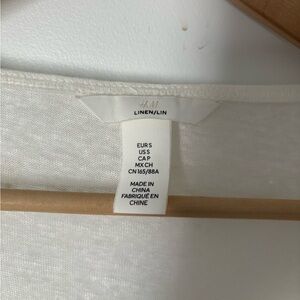 H&M
LINEN/LIN
EUR S
US S
CA P
MX CH
CN 165/88A
MADE IN
CHINA
FABRIQUÉ EN
CHINE